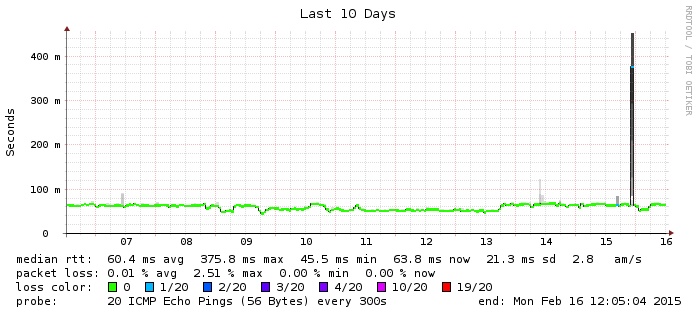 Last 10 Days
RRDTOOL / TOBI OETIKER
Seconds
400 m
300 m
200 m
100 m
0
07 08 09 10 11 12 13 14 15 16
median rtt: 60.4 ms avg 375.8 ms max 45.5 ms min 63.8 ms now 21.3 ms sd 2.8 am/s
packet loss: 0.01 % avg 2.51 % max 0.00 % min 0.00 % now
loss color: 0 1/20 2/20 3/20 4/20 10/20 19/20
probe: 20 ICMP Echo Pings (56 Bytes) every 300s end: Mon Feb 16 12:05:04 2015